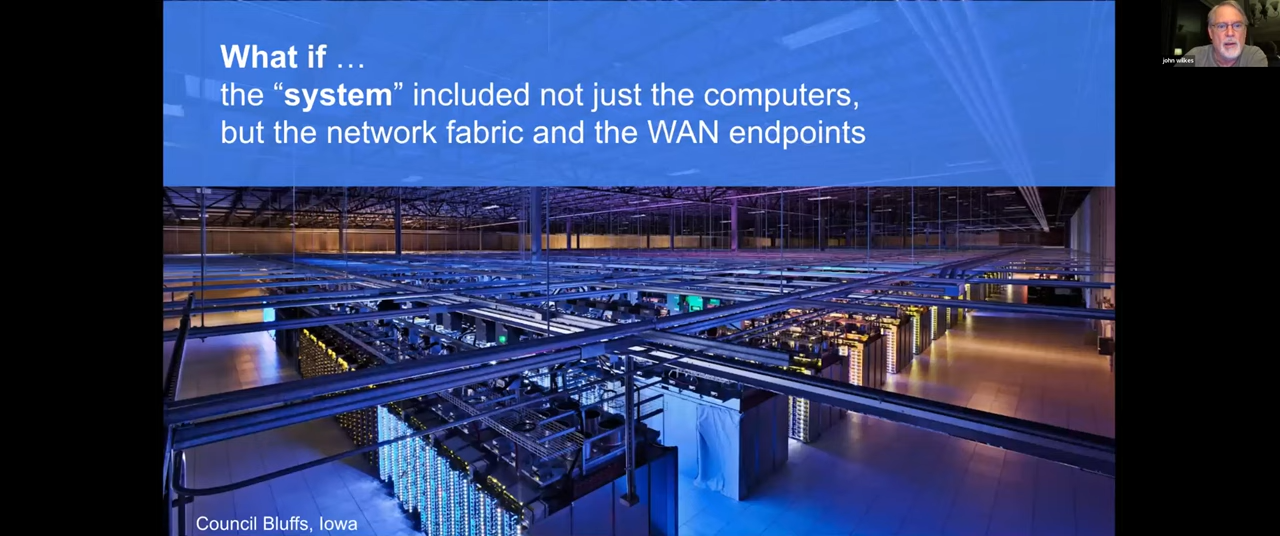 What if …
the “system” included not just the computers,
but the network fabric and the WAN endpoints
john wilkes
Council Bluffs, Iowa